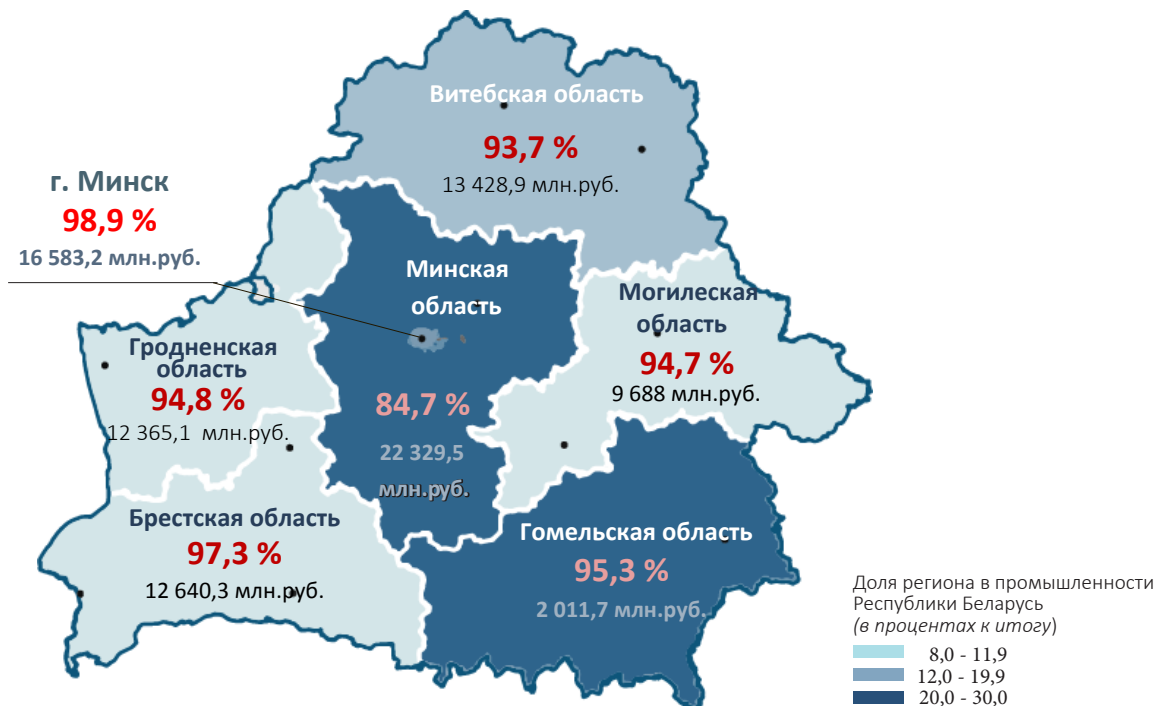 Витебская область
93,7 %
13 428,9 млн.руб.
г. Минск
98,9 %
16 583,2 млн.руб.
Минская
область
84,7 %
22 329,5
млн.руб.
Могилеская
область
94,7 %
9 688 млн.руб.
Гродненская
область
94,8 %
12 365,1 млн.руб.
Брестская область
97,3 %
12 640,3 млн.руб.
Гомельская область
95,3 %
2 011,7 млн.руб.
Доля региона в промышленности
Республики Беларусь
(в процентах к итогу)
8,0 - 11,9
12,0 - 19,9
20,0 - 30,0